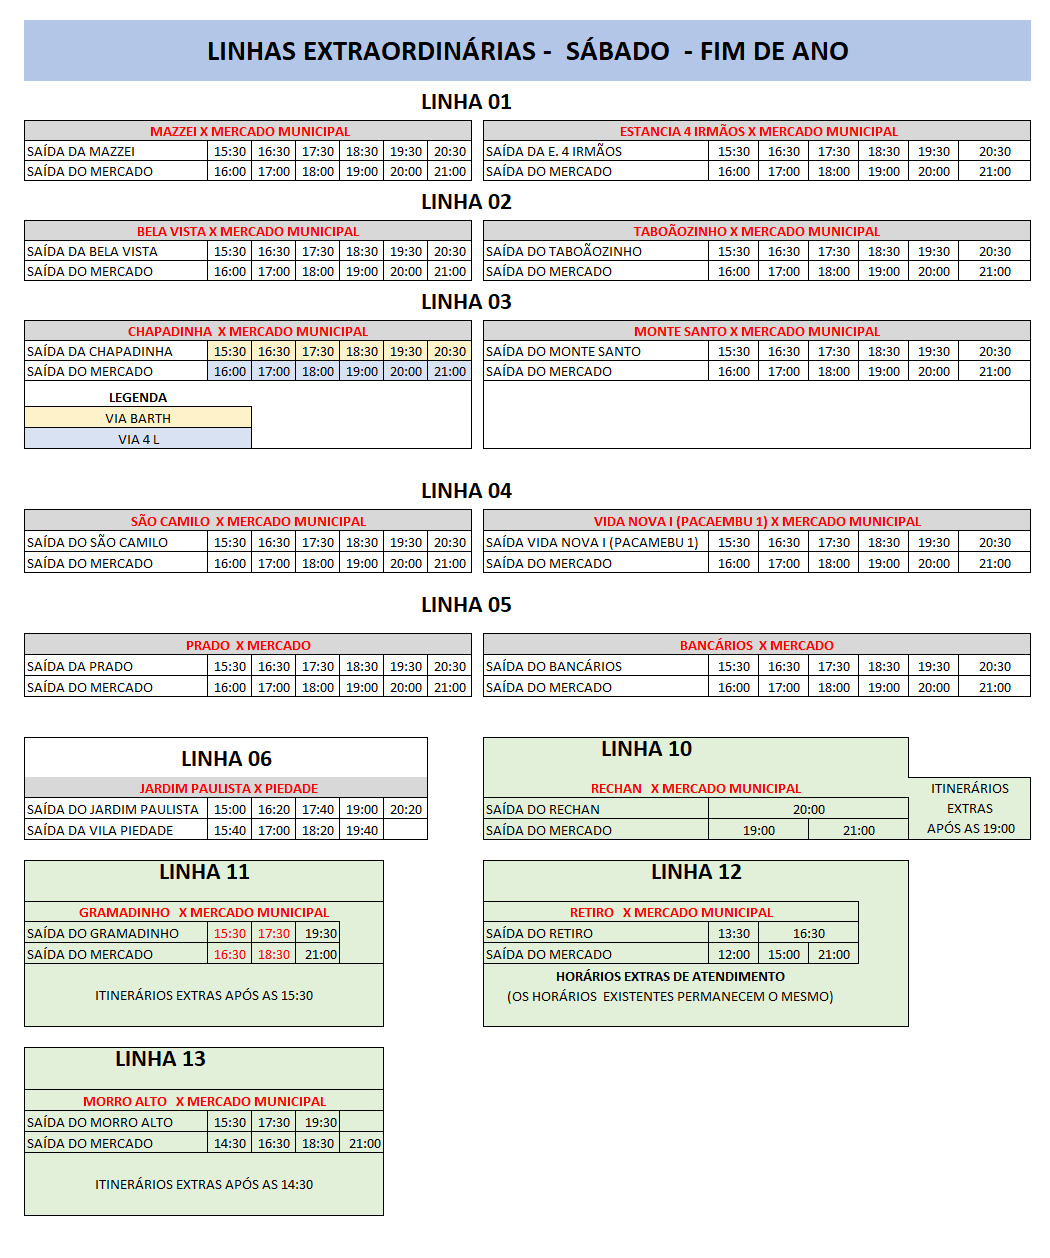 LINHAS EXTRAORDINÁRIAS -  SÁBADO  - FIM DE ANO
LINHA 01
MAZZEI X MERCADO MUNICIPAL
SAÍDA DA MAZZEI 15:30 16:30 17:30 18:30 19:30 20:30
SAÍDA DO MERCADO 16:00 17:00 18:00 19:00 20:00 21:00
ESTANCIA 4 IRMÃOS X MERCADO MUNICIPAL
SAÍDA DA E. 4 IRMÃOS 15:30 16:30 17:30 18:30 19:30 20:30
SAÍDA DO MERCADO 16:00 17:00 18:00 19:00 20:00 21:00
LINHA 02
BELA VISTA X MERCADO MUNICIPAL
SAÍDA DA BELA VISTA 15:30 16:30 17:30 18:30 19:30 20:30
SAÍDA DO MERCADO 16:00 17:00 18:00 19:00 20:00 21:00
TABOÃOZINHO X MERCADO MUNICIPAL
SAÍDA DO TABOÃOZINHO 15:30 16:30 17:30 18:30 19:30 20:30
SAÍDA DO MERCADO 16:00 17:00 18:00 19:00 20:00 21:00
LINHA 03
CHAPADINHA  X MERCADO MUNICIPAL
SAÍDA DA CHAPADINHA 15:30 16:30 17:30 18:30 19:30 20:30
SAÍDA DO MERCADO 16:00 17:00 18:00 19:00 20:00 21:00
LEGENDA
VIA BARTH
VIA 4 L
MONTE SANTO X MERCADO MUNICIPAL
SAÍDA DO MONTE SANTO 15:30 16:30 17:30 18:30 19:30 20:30
SAÍDA DO MERCADO 16:00 17:00 18:00 19:00 20:00 21:00
LINHA 04
SÃO CAMILO  X MERCADO MUNICIPAL
SAÍDA DO SÃO CAMILO 15:30 16:30 17:30 18:30 19:30 20:30
SAÍDA DO MERCADO 16:00 17:00 18:00 19:00 20:00 21:00
VIDA NOVA I (PACAEMBU 1) X MERCADO MUNICIPAL
SAÍDA VIDA NOVA I (PACAMEBU 1) 15:30 16:30 17:30 18:30 19:30 20:30
SAÍDA DO MERCADO 16:00 17:00 18:00 19:00 20:00 21:00
LINHA 05
PRADO  X MERCADO
SAÍDA DA PRADO 15:30 16:30 17:30 18:30 19:30 20:30
SAÍDA DO MERCADO 16:00 17:00 18:00 19:00 20:00 21:00
BANCÁRIOS  X MERCADO
SAÍDA DO BANCÁRIOS 15:30 16:30 17:30 18:30 19:30 20:30
SAÍDA DO MERCADO 16:00 17:00 18:00 19:00 20:00 21:00
LINHA 06
JARDIM PAULISTA X PIEDADE
SAÍDA DO JARDIM PAULISTA 15:00 16:20 17:40 19:00 20:20
SAÍDA DA VILA PIEDADE 15:40 17:00 18:20 19:40
LINHA 10
RECHAN   X MERCADO MUNICIPAL
SAÍDA DO RECHAN 20:00
SAÍDA DO MERCADO 19:00 21:00
ITINERÁRIOS
EXTRAS
APÓS AS 19:00
LINHA 11
GRAMADINHO   X MERCADO MUNICIPAL
SAÍDA DO GRAMADINHO 15:30 17:30 19:30
SAÍDA DO MERCADO 16:30 18:30 21:00
ITINERÁRIOS EXTRAS APÓS AS 15:30
LINHA 12
RETIRO   X MERCADO MUNICIPAL
SAÍDA DO RETIRO 13:30 16:30
SAÍDA DO MERCADO 12:00 15:00 21:00
HORÁRIOS EXTRAS DE ATENDIMENTO
(OS HORÁRIOS  EXISTENTES PERMANECEM O MESMO)
LINHA 13
MORRO ALTO   X MERCADO MUNICIPAL
SAÍDA DO MORRO ALTO 15:30 17:30 19:30
SAÍDA DO MERCADO 14:30 16:30 18:30 21:00
ITINERÁRIOS EXTRAS APÓS AS 14:30